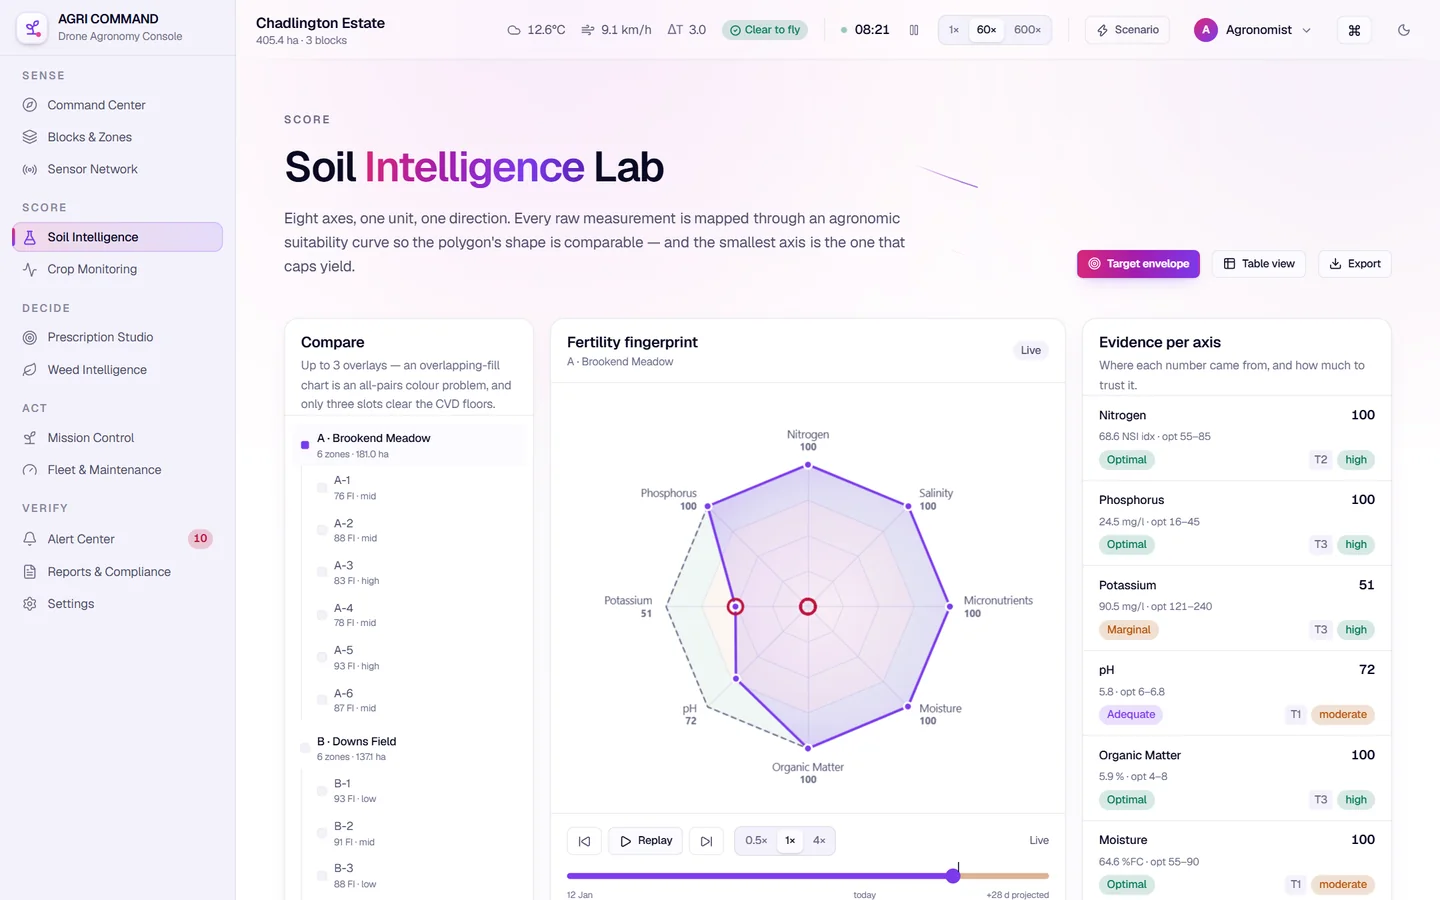 AGRI COMMAND
Drone Agronomy Console
SENSE
Command Center
Blocks & Zones
Sensor Network
SCORE
Soil Intelligence
Crop Monitoring
DECIDE
Prescription Studio
Weed Intelligence
ACT
Mission Control
Fleet & Maintenance
VERIFY
Alert Center 10
Reports & Compliance
Settings
Chadlington Estate
405.4 ha · 3 blocks
12.6°C
9.1 km/h
ΔT 3.0
Clear to fly
08:21
1× 60× 600×
Scenario
A Agronomist
⌘
SCORE
Soil Intelligence Lab
Eight axes, one unit, one direction. Every raw measurement is mapped through an agronomic
suitability curve so the polygon's shape is comparable — and the smallest axis is the one that
caps yield.
Target envelope
Table view
Export
Compare
Up to 3 overlays — an overlapping-fill
chart is an all-pairs colour problem, and
only three slots clear the CVD floors.
A · Brookend Meadow
6 zones · 181.0 ha
A-1
76 FI · mid
A-2
88 FI · mid
A-3
83 FI · high
A-4
78 FI · mid
A-5
93 FI · high
A-6
87 FI · mid
B · Downs Field
6 zones · 137.1 ha
B-1
93 FI · low
B-2
91 FI · mid
B-3
88 FI · low
Fertility fingerprint
A · Brookend Meadow
Live
Nitrogen
100
Salinity
100
Micronutrients
100
Moisture
100
Organic Matter
100
pH
72
Potassium
51
Phosphorus
100
Replay
0.5× 1× 4×
Live
12 Jan
today
+28 d projected
Evidence per axis
Where each number came from, and how much to
trust it.
Nitrogen 100
68.6 NSI idx · opt 55–85
Optimal T2 high
Phosphorus 100
24.5 mg/l · opt 16–45
Optimal T3 high
Potassium 51
90.5 mg/l · opt 121–240
Marginal T3 high
pH 72
5.8 · opt 6–6.8
Adequate T1 moderate
Organic Matter 100
5.9 % · opt 4–8
Optimal T3 high
Moisture 100
64.6 %FC · opt 55–90
Optimal T1 moderate